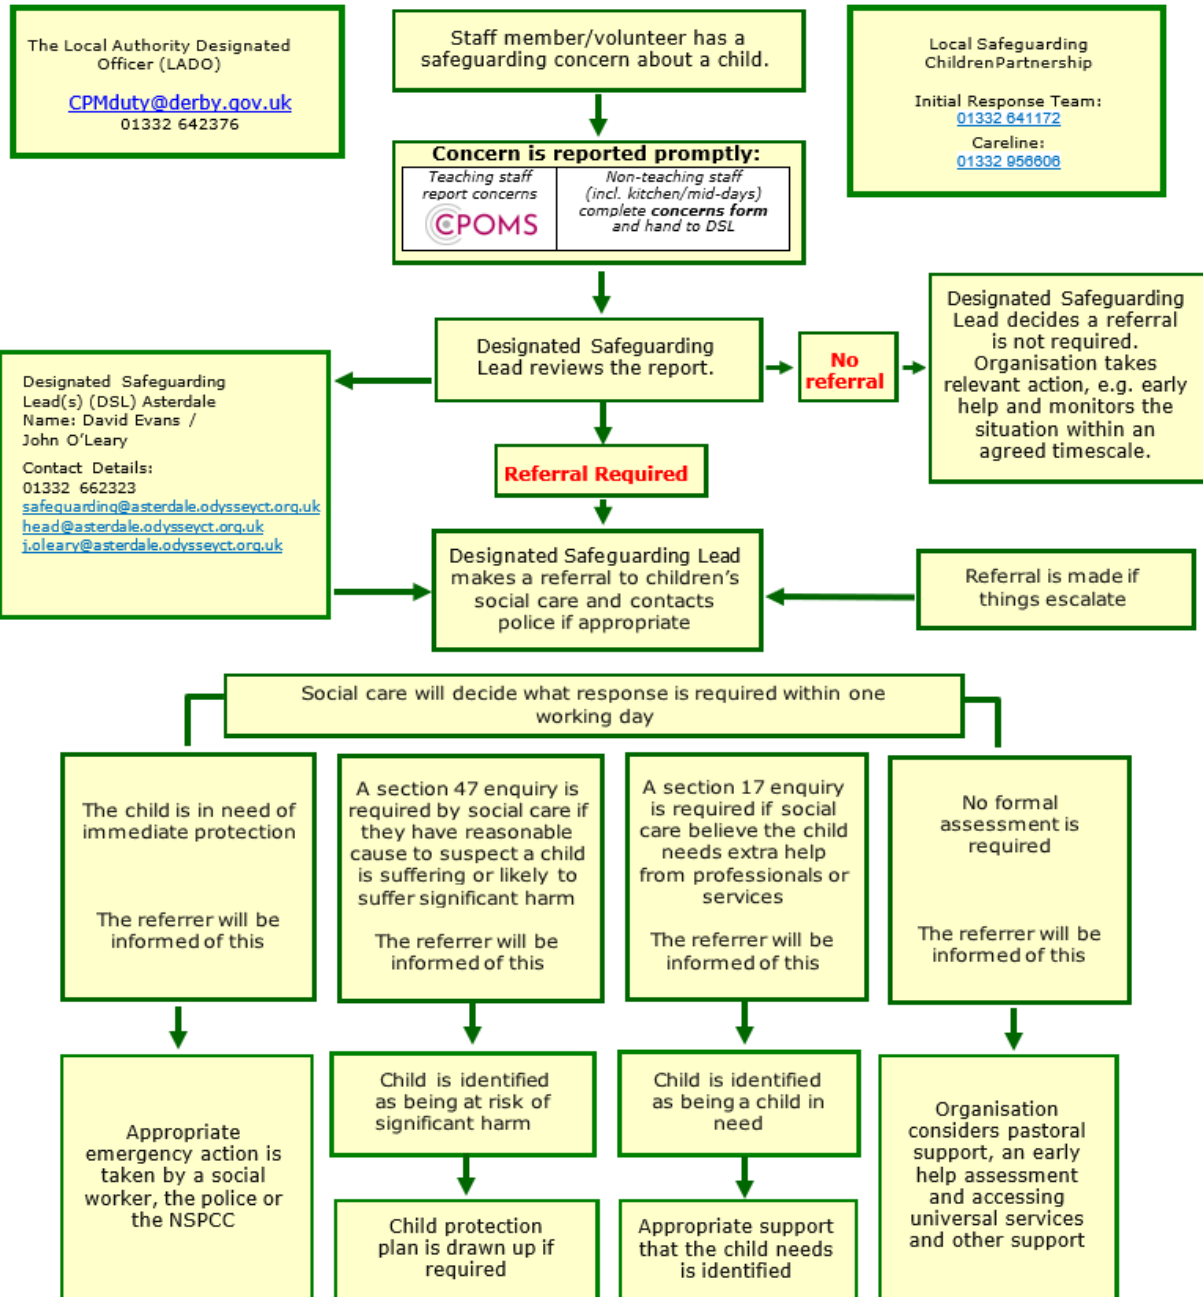 The Local Authority Designated
Officer (LADO)
CPMduty@derby.gov.uk
01332 642376
Staff member/volunteer has a
safeguarding concern about a child.
Local Safeguarding
ChildrenPartnership
Initial Response Team:
01332 641172
Careline:
01332 956606
Concern is reported promptly:
Teaching staff
report concerns
CPOMS
Non-teaching staff
(incl. kitchen/mid-days)
complete concerns form
and hand to DSL
Designated Safeguarding
Lead reviews the report.
No
referral
Designated Safeguarding
Lead decides a referral
is not required.
Organisation takes
relevant action, e.g. early
help and monitors the
situation within an
agreed timescale.
Designated Safeguarding
Lead(s) (DSL) Asterdale
Name: David Evans /
John O’Leary
Contact Details:
01332 662323
safeguarding@asterdale.odysseyct.org.uk
head@asterdale.odysseyct.org.uk
j.oleary@asterdale.odysseyct.org.uk
Referral Required
Designated Safeguarding Lead
makes a referral to children’s
social care and contacts
police if appropriate
Referral is made if
things escalate
Social care will decide what response is required within one
working day
The child is in need of
immediate protection
The referrer will be
informed of this
A section 47 enquiry is
required by social care if
they have reasonable
cause to suspect a child
is suffering or likely to
suffer significant harm
The referrer will be
informed of this
A section 17 enquiry
is required if social
care believe the child
needs extra help
from professionals or
services
The referrer will be
informed of this
No formal
assessment is
required
The referrer will be
informed of this
Appropriate
emergency action is
taken by a social
worker, the police or
the NSPCC
Child is identified
as being at risk of
significant harm
Child protection
plan is drawn up if
required
Child is identified
as being a child in
need
Appropriate support
that the child needs
is identified
Organisation
considers pastoral
support, an early
help assessment
and accessing
universal services
and other support